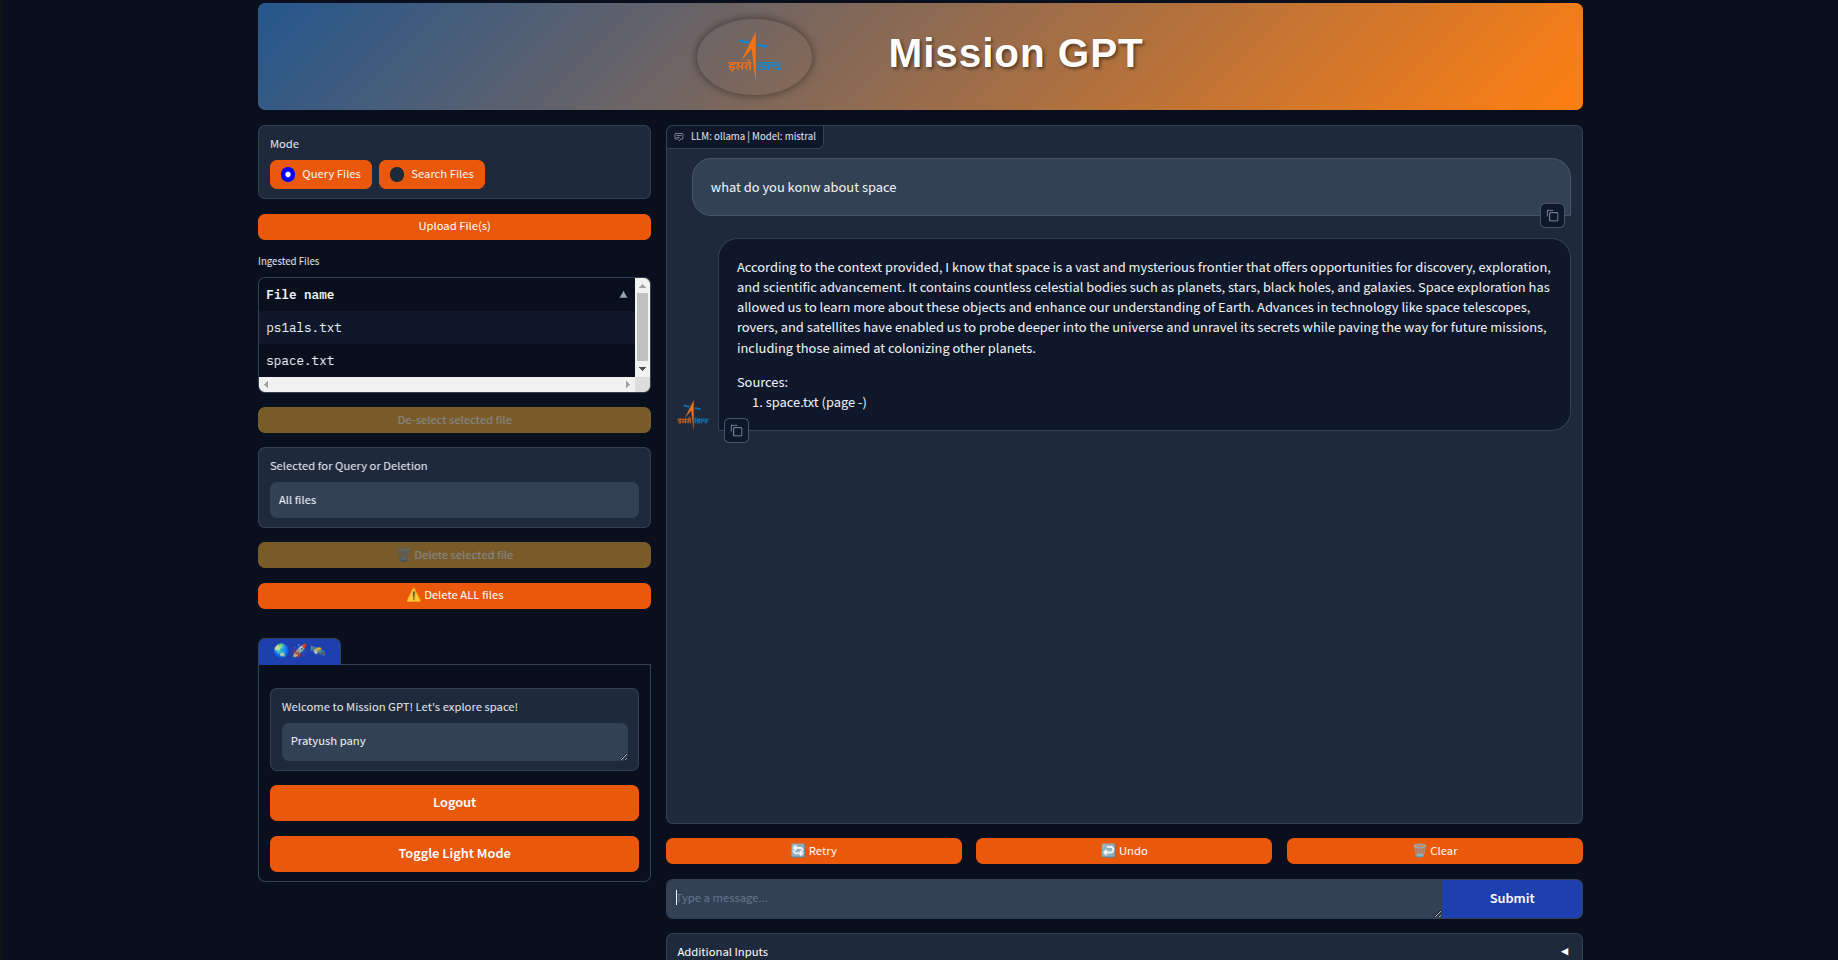 इसरो isro
Mission GPT
Mode
Query Files
Search Files
Upload File(s)
Ingested Files
File name
ps1als.txt
space.txt
De-select selected file
Selected for Query or Deletion
All files
Delete selected file
Delete ALL files
Welcome to Mission GPT! Let's explore space!
Pratyush pany
Logout
Toggle Light Mode
LLM: ollama | Model: mistral
what do you konw about space
According to the context provided, I know that space is a vast and mysterious frontier that offers opportunities for discovery, exploration,
and scientific advancement. It contains countless celestial bodies such as planets, stars, black holes, and galaxies. Space exploration has
allowed us to learn more about these objects and enhance our understanding of Earth. Advances in technology like space telescopes,
rovers, and satellites have enabled us to probe deeper into the universe and unravel its secrets while paving the way for future missions,
including those aimed at colonizing other planets.
Sources:
1. space.txt (page -)
इसरो isro
Retry
Undo
Clear
Type a message...
Submit
Additional Inputs